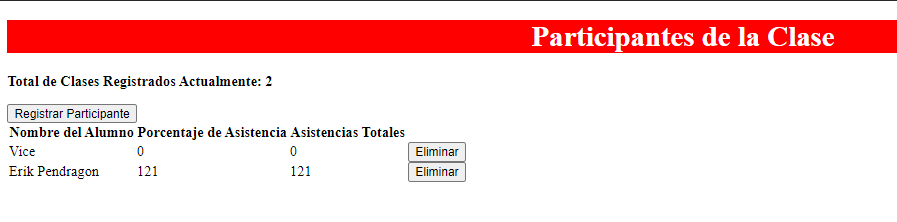 Participantes de la Clase
Total de Clases Registrados Actualmente: 2
Registrar Participante
Nombre del Alumno Porcentaje de Asistencia Asistencias Totales
Vice 0 0 Eliminar
Erik Pendragon 121 121 Eliminar